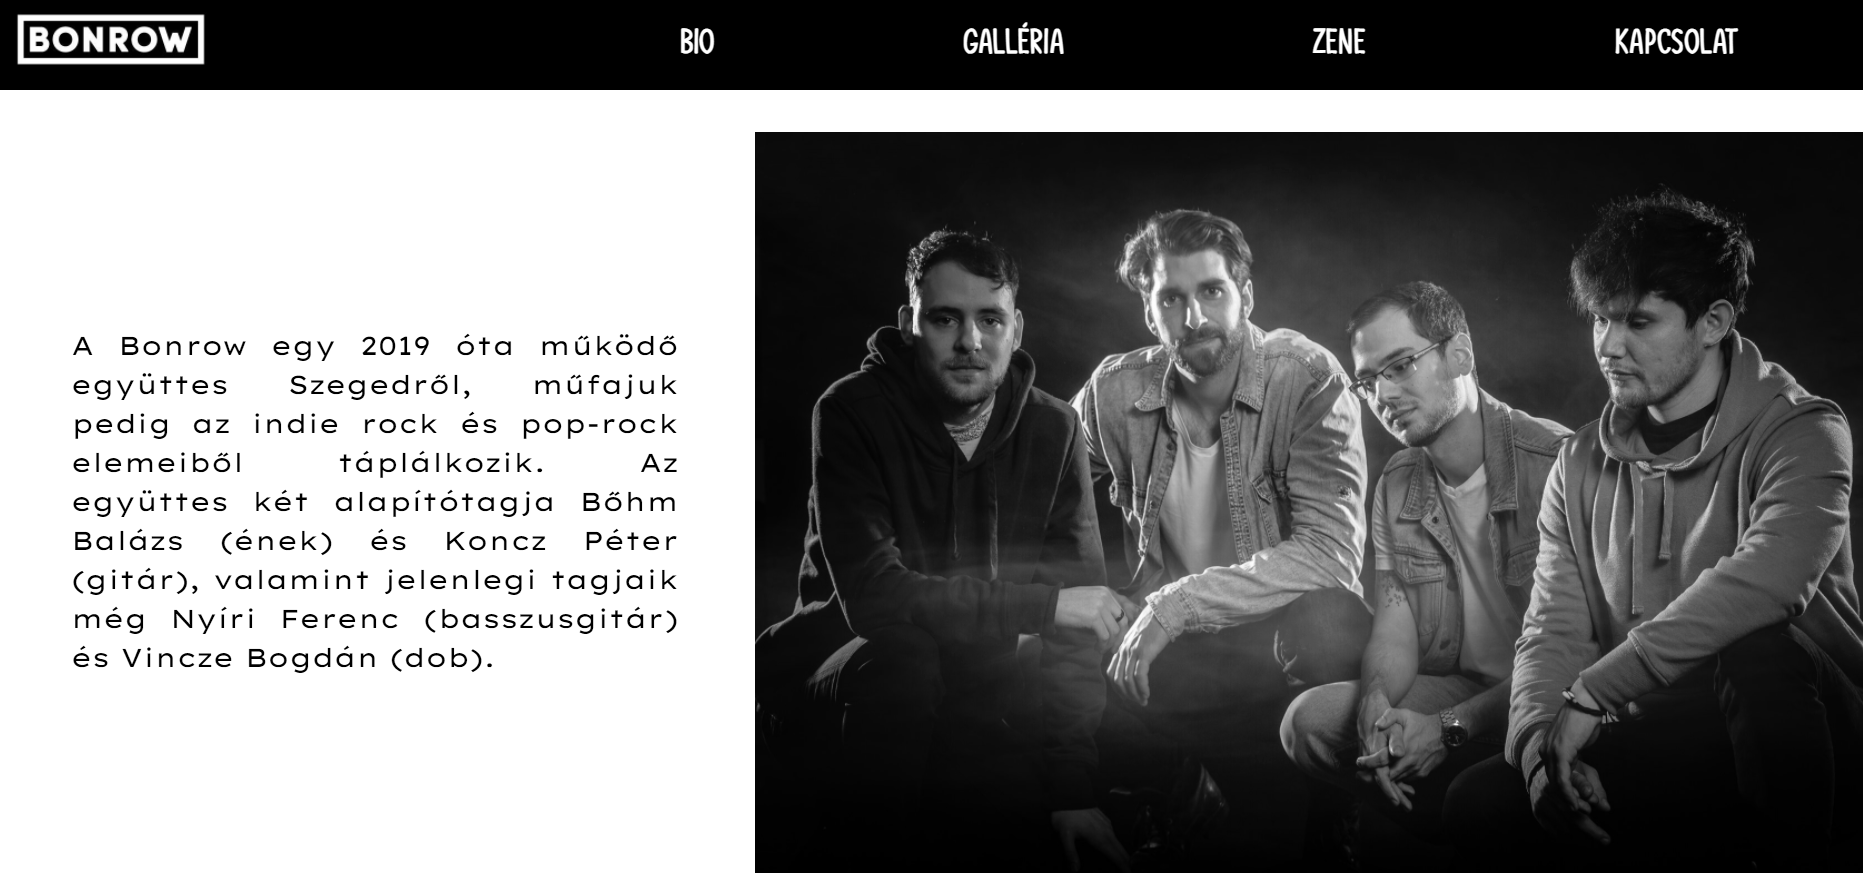 BONROW
BIO
GALLÉRIA
ZENE
KAPCSOLAT
A Bonrow egy 2019 óta működő
együttes Szegedről, műfajuk
pedig az indie rock és pop-rock
elemeiből táplálkozik. Az
együttes két alapítótagja Bőhm
Balázs (ének) és Koncz Péter
(gitár), valamint jelenlegi tagjaik
még Nyíri Ferenc (basszusgitár)
és Vincze Bogdán (dob).